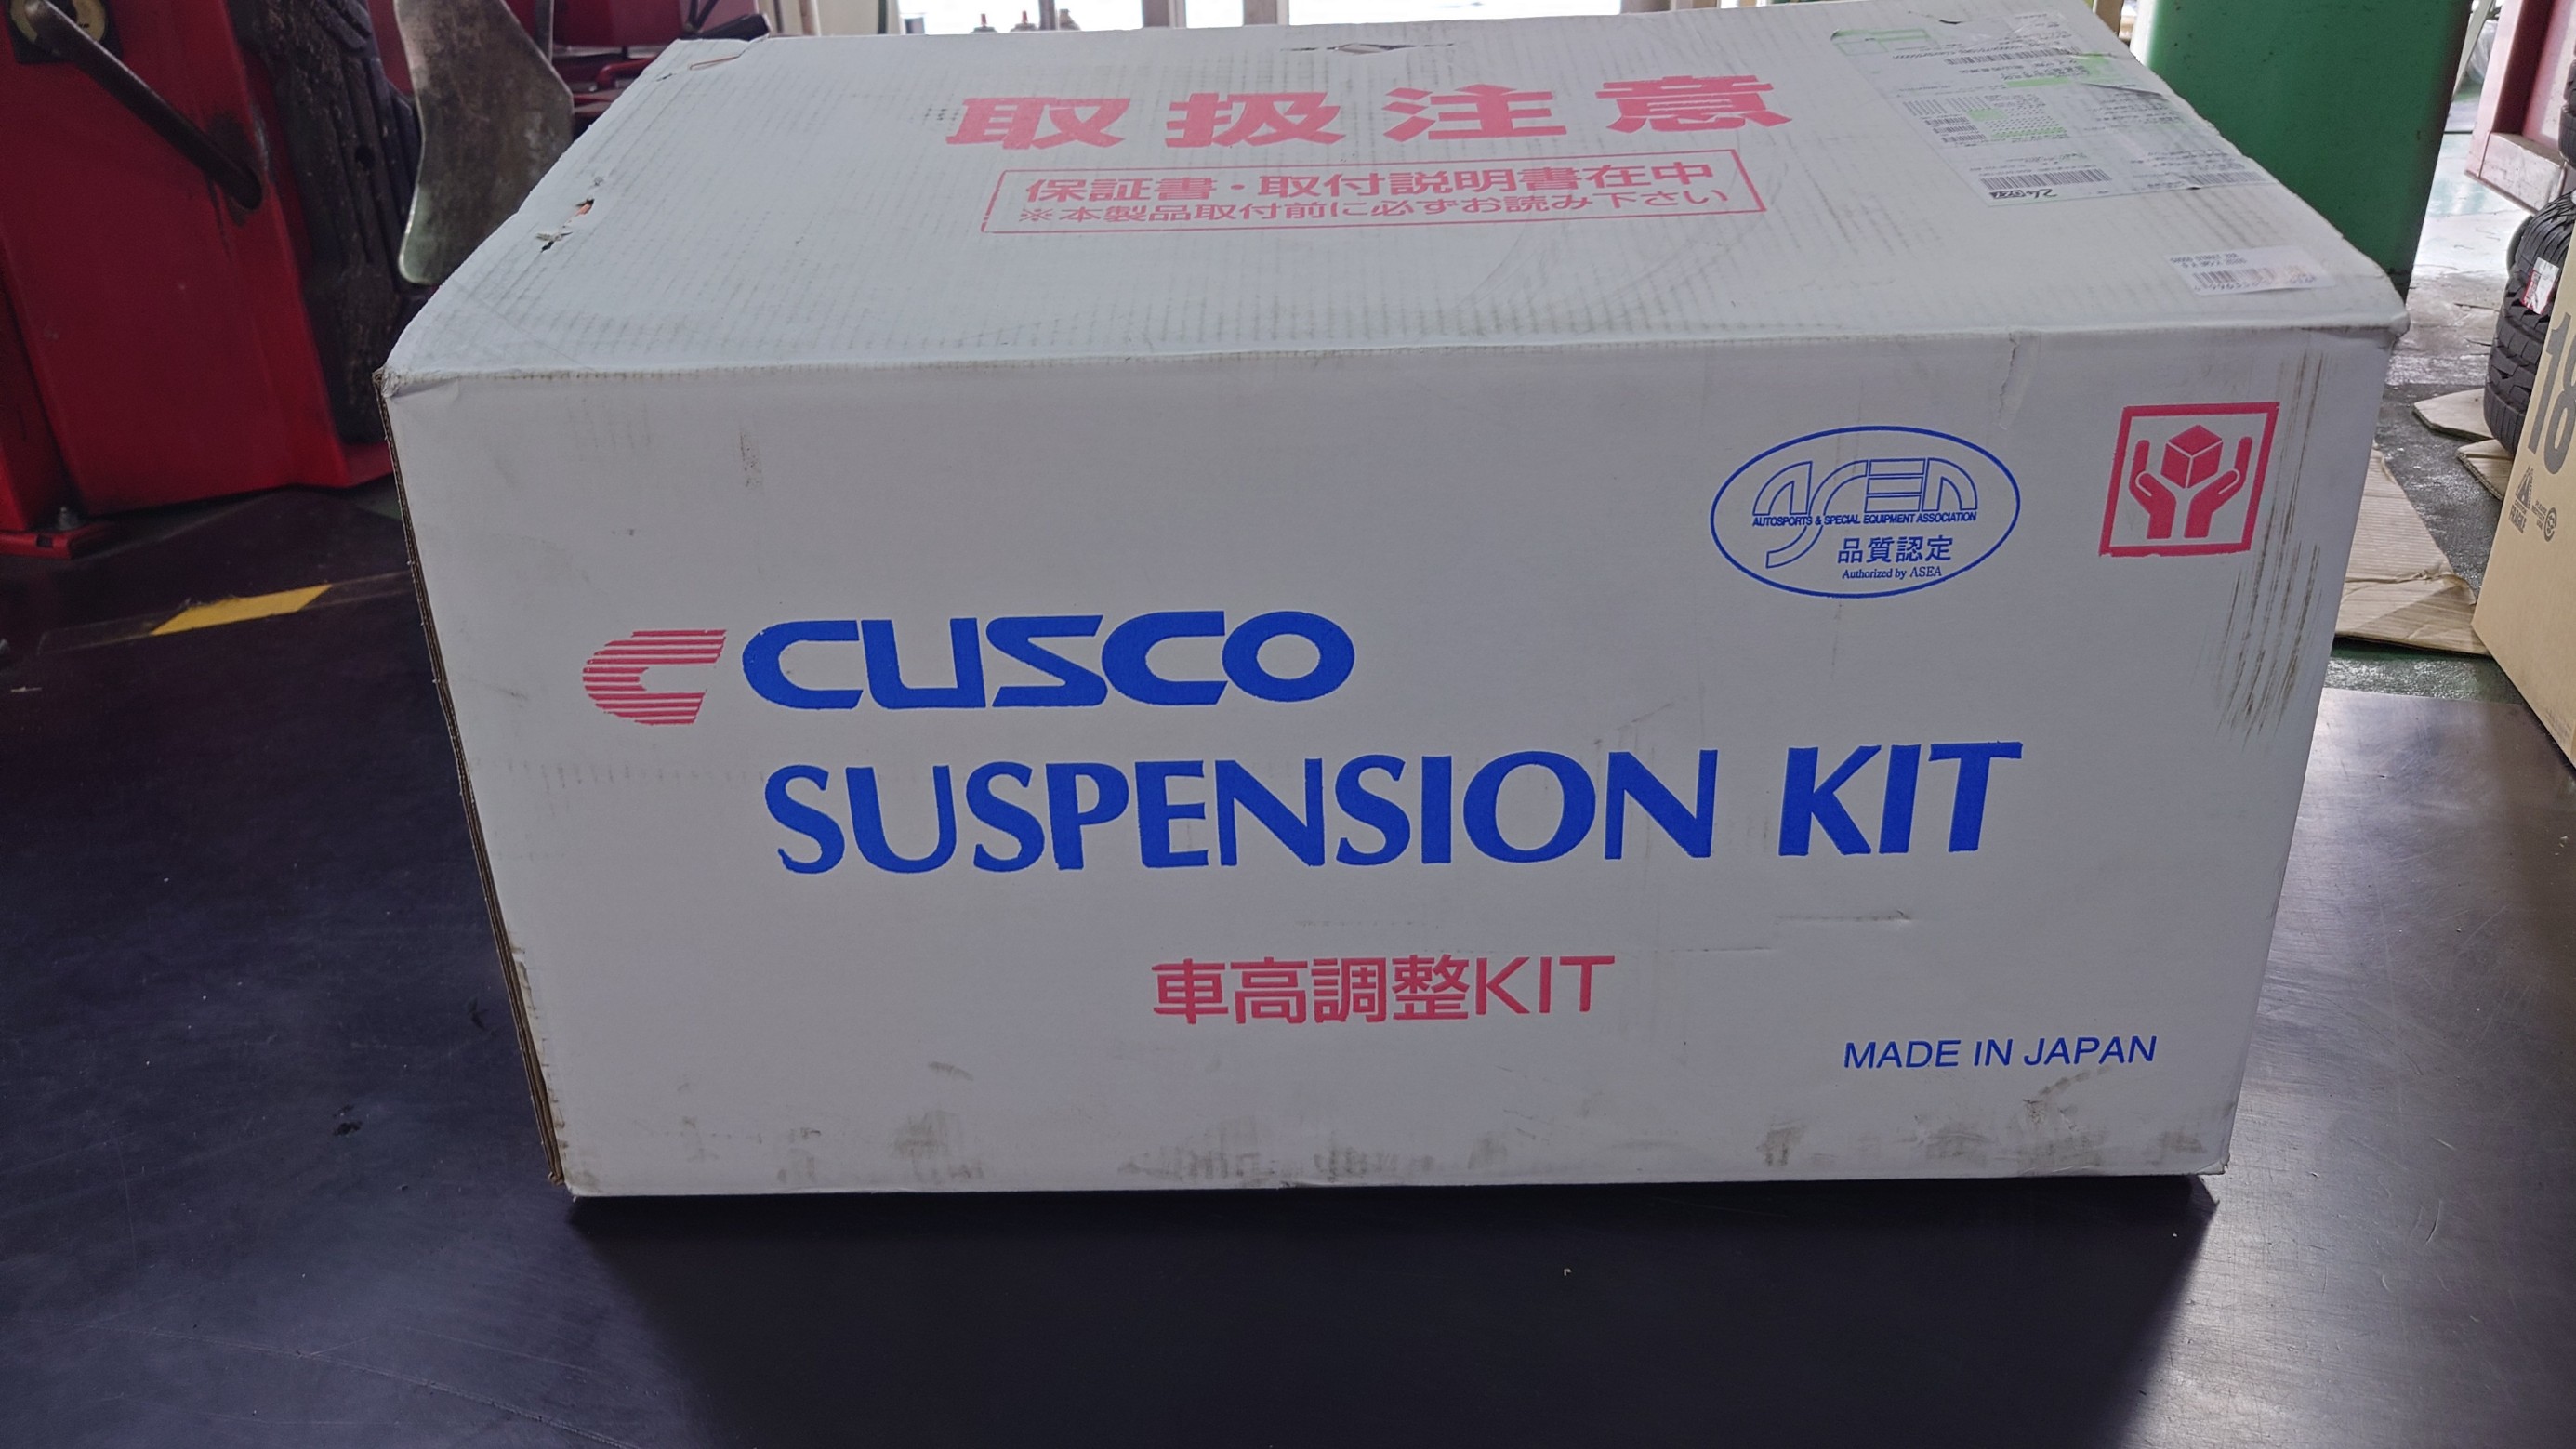 取扱注意
保証書・取付説明書在中
※本製品取付前に必ずお読み下さい
ASEA
AUTOSPORTS & SPECIAL EQUIPMENT ASSOCIATION
品質認定
Authorized by ASEA
CUSCO
SUSPENSION KIT
車高調整KIT
MADE IN JAPAN
18